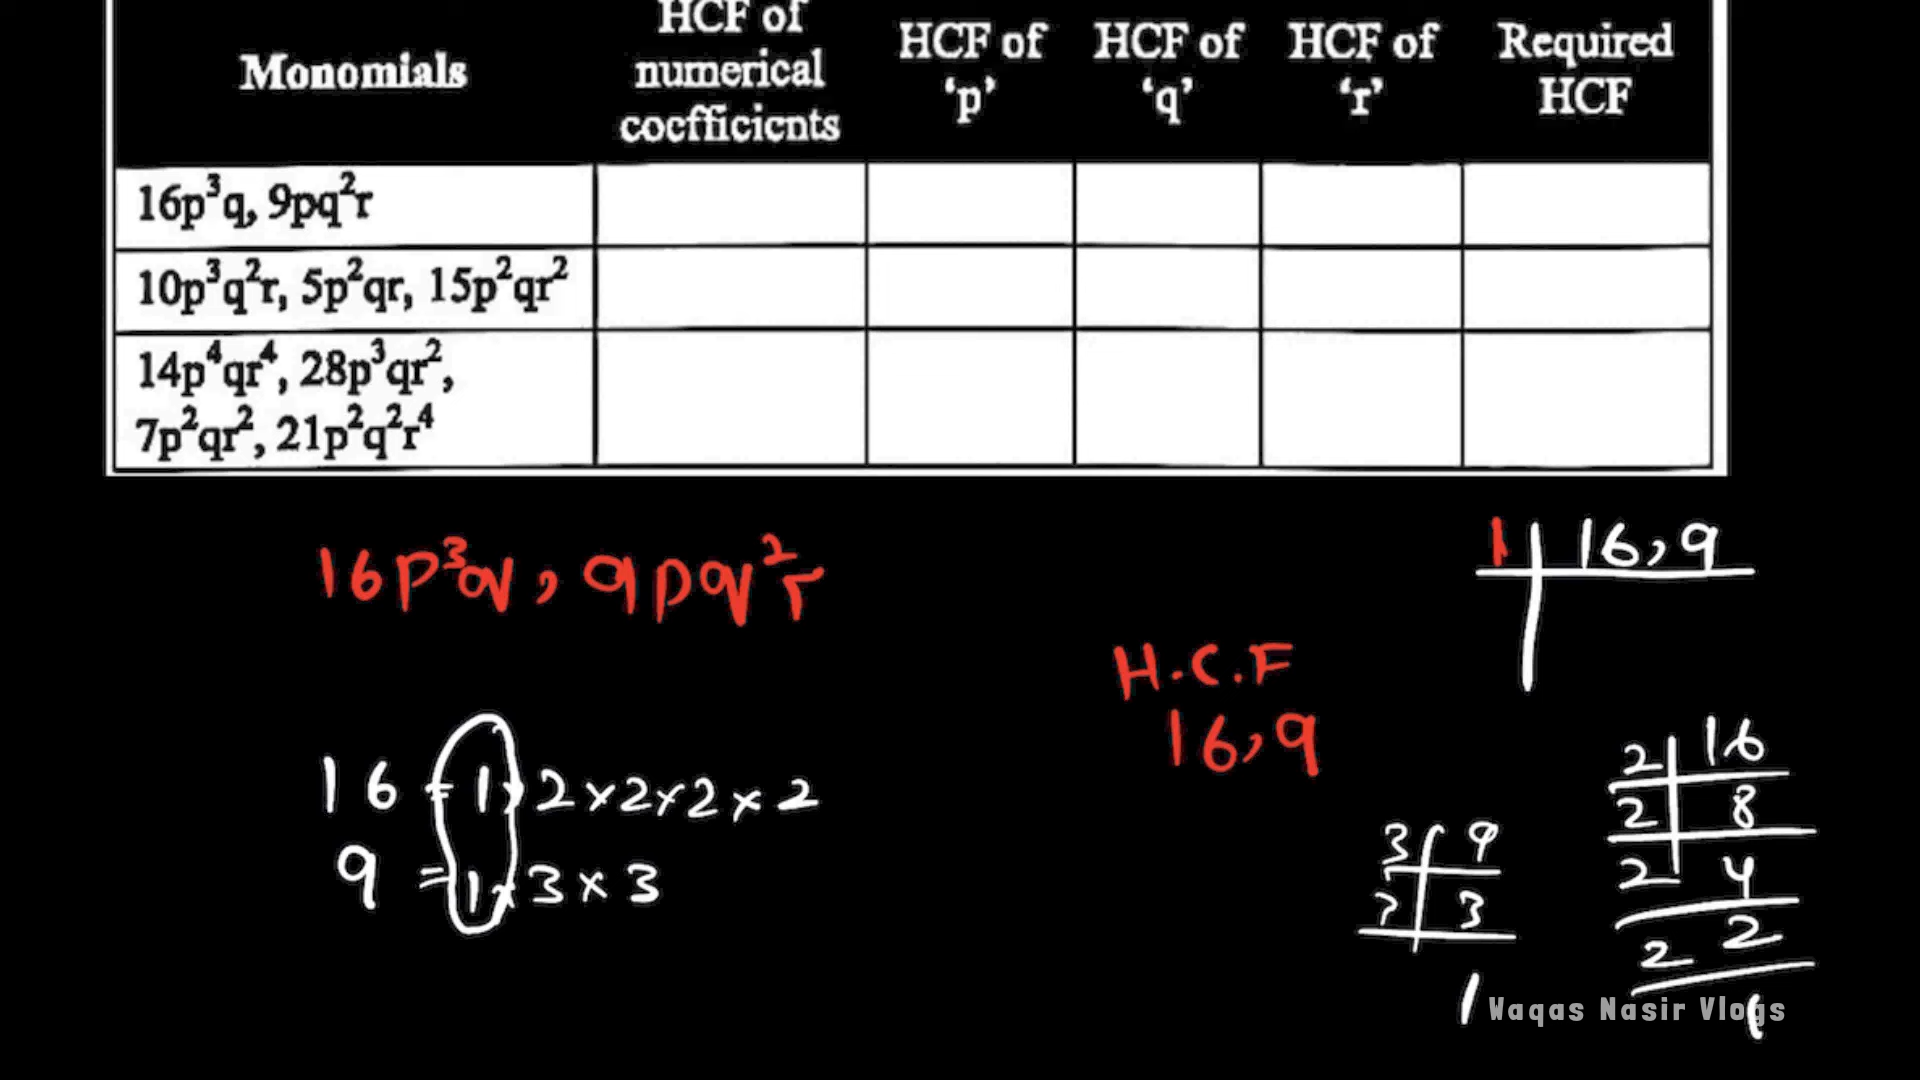 Monomials HCF of numerical coefficients HCF of ‘p’ HCF of ‘q’ HCF of ‘r’ Required HCF
16p³q, 9pq²r
10p³q²r, 5p²qr, 15p²qr²
14p⁴qr⁴, 28p³qr²,
7p²qr², 21p²q²r⁴
16p³q, 9pq²r
1 16, 9
H.C.F
16, 9
16 = 1 × 2 × 2 × 2 × 2
9 = 1 × 3 × 3
3 9
3
1
2 16
2 8
2 4
2 2
1
Waqas Nasir Vlogs